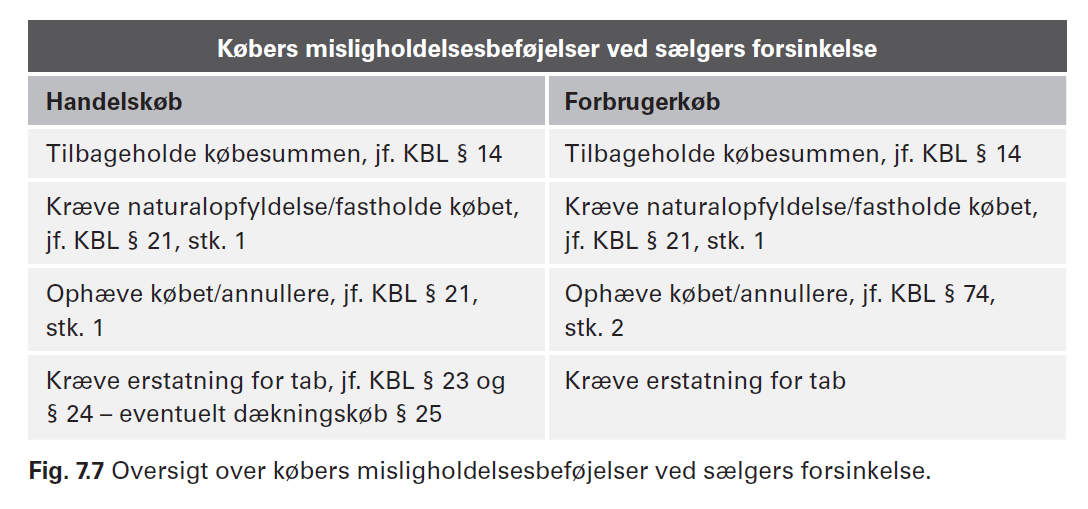 Købers misligholdelsesbeføjelser ved sælgers forsinkelse
Handelskøb
Forbrugerkøb
Tilbageholde købesummen, jf. KBL § 14
Tilbageholde købesummen, jf. KBL § 14
Kræve naturalopfyldelse/fastholde købet,
jf. KBL § 21, stk. 1
Kræve naturalopfyldelse/fastholde købet,
jf. KBL § 21, stk. 1
Ophæve købet/annullere, jf. KBL § 21,
stk. 1
Ophæve købet/annullere, jf. KBL § 74,
stk. 2
Kræve erstatning for tab, jf. KBL § 23 og
§ 24 – eventuelt dækningskøb § 25
Kræve erstatning for tab
Fig. 7.7 Oversigt over købers misligholdelsesbeføjelser ved sælgers forsinkelse.